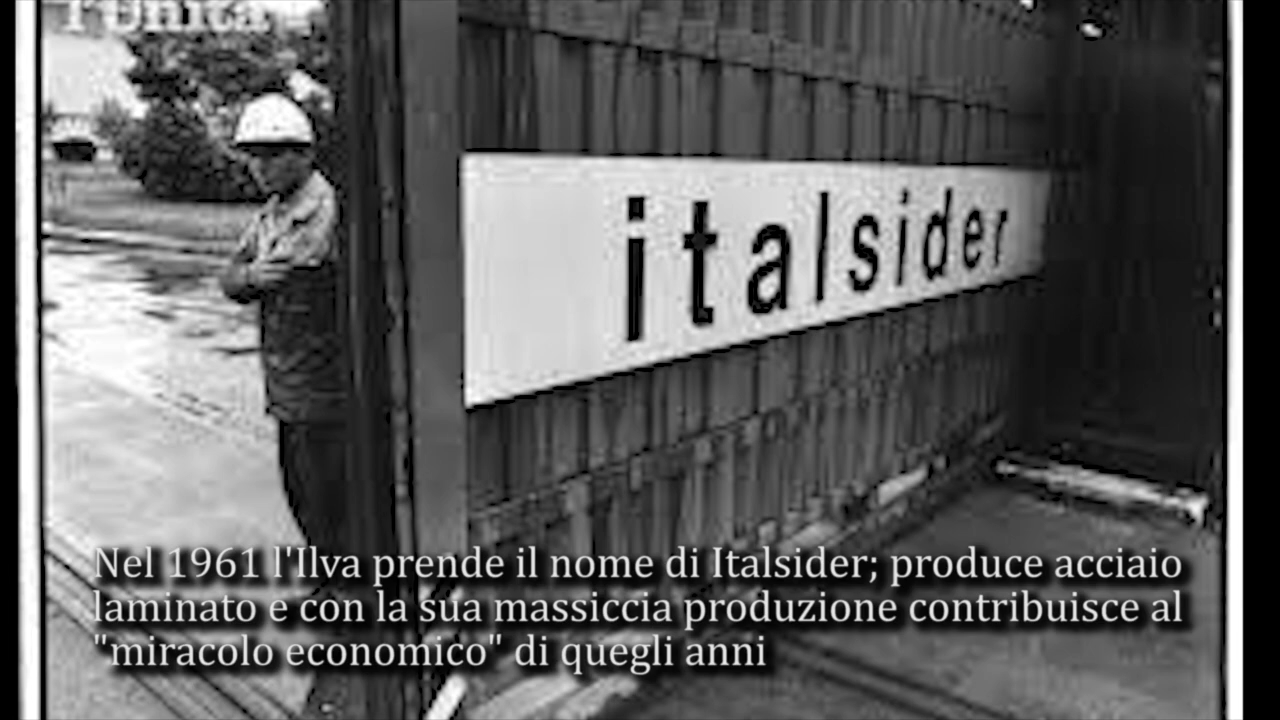 l'Unità
italsider
Nel 1961 l'Ilva prende il nome di Italsider; produce acciaio
laminato e con la sua massiccia produzione contribuisce al
"miracolo economico" di quegli anni